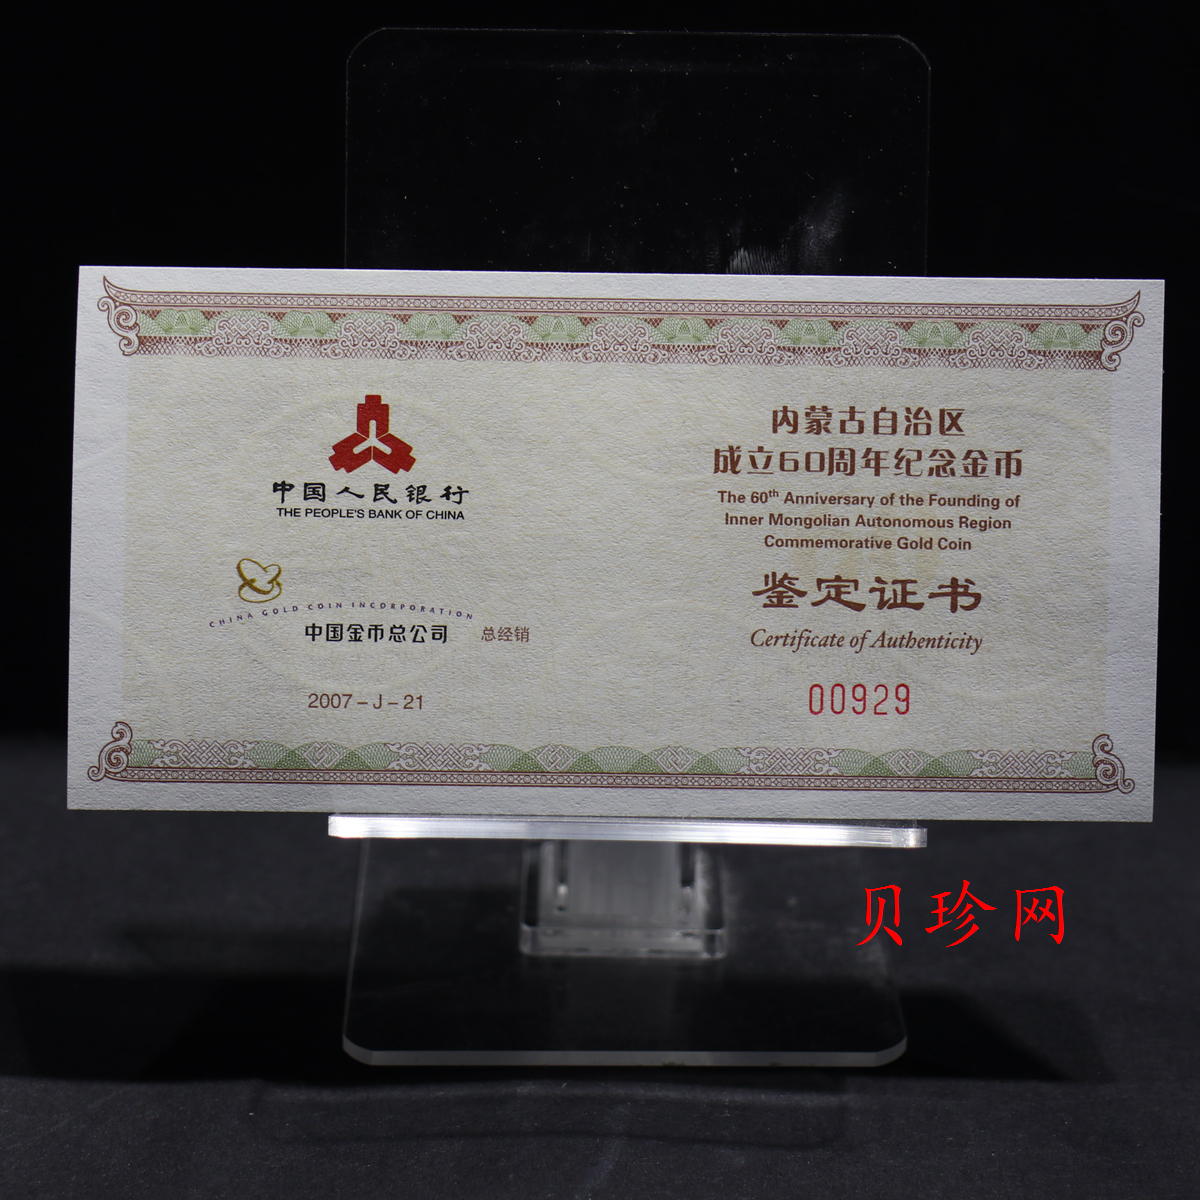 中国人民银行
THE PEOPLE'S BANK OF CHINA
CHINA GOLD COIN INCORPORATION
中国金币总公司 总经销
2007-J-21
内蒙古自治区
成立60周年纪念金币
The 60th Anniversary of the Founding of
Inner Mongolian Autonomous Region
Commemorative Gold Coin
鉴定证书
Certificate of Authenticity
00929
贝珍网